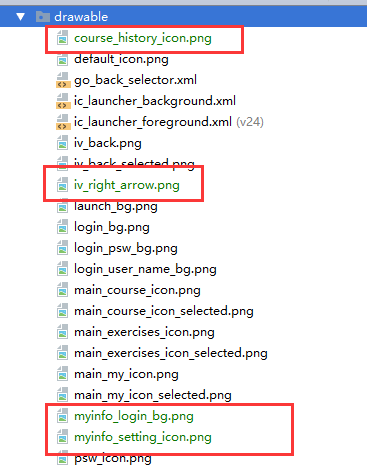 drawable
course_history_icon.png
default_icon.png
go_back_selector.xml
ic_launcher_background.xml
ic_launcher_foreground.xml (v24)
iv_back.png
iv_back_selected.png
iv_right_arrow.png
launch_bg.png
login_bg.png
login_psw_bg.png
login_user_name_bg.png
main_course_icon.png
main_course_icon_selected.png
main_exercises_icon.png
main_exercises_icon_selected.png
main_my_icon.png
main_my_icon_selected.png
myinfo_login_bg.png
myinfo_setting_icon.png
psw_icon.png